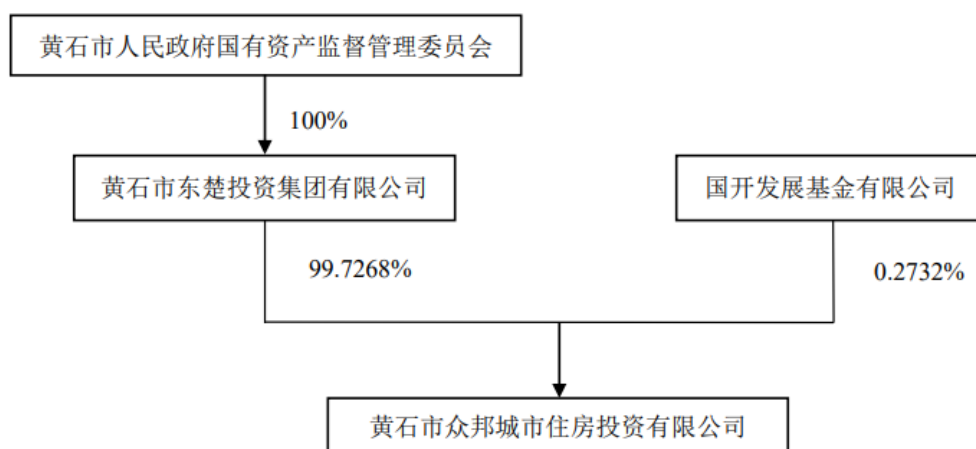 黄石市人民政府国有资产监督管理委员会
100%
黄石市东楚投资集团有限公司
国开发展基金有限公司
99.7268%
0.2732%
黄石市众邦城市住房投资有限公司